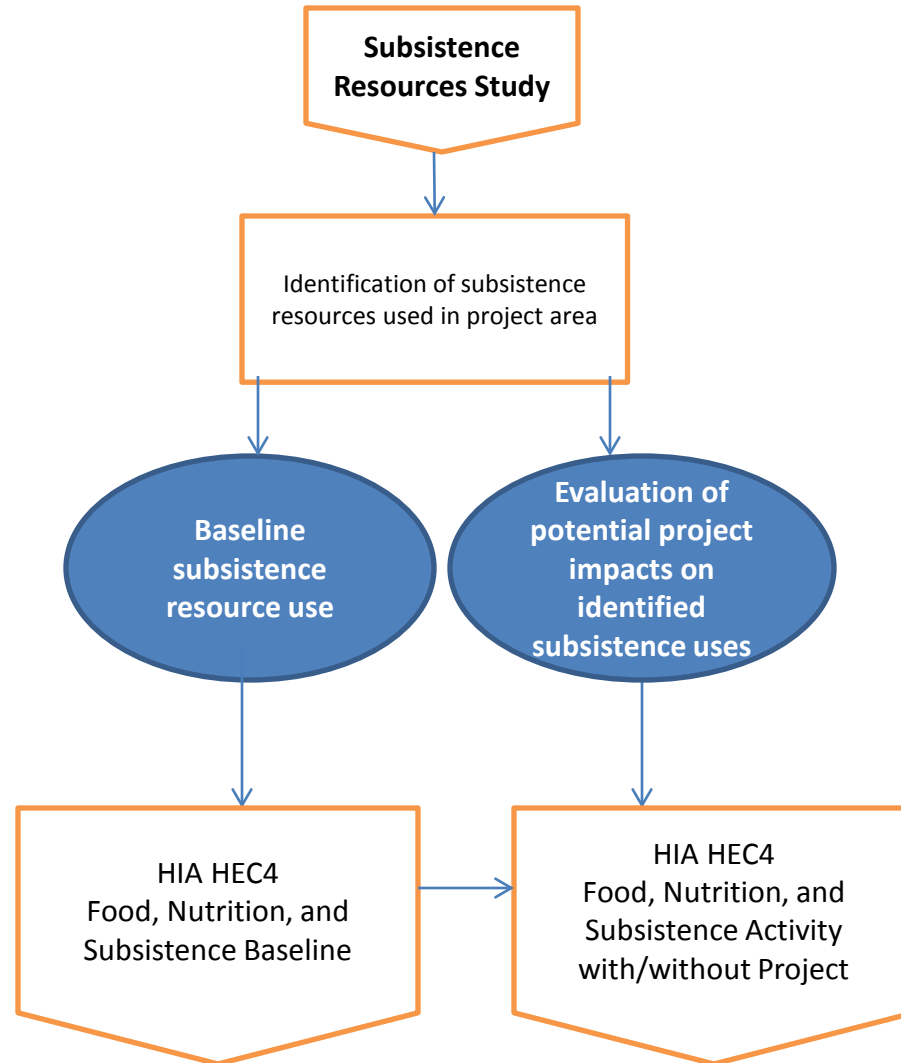 Subsistence
Resources Study
Identification of subsistence
resources used in project area
Baseline
subsistence
resource use
Evaluation of
potential project
impacts on
identified
subsistence uses
HIA HEC4
Food, Nutrition, and
Subsistence Baseline
HIA HEC4
Food, Nutrition, and
Subsistence Activity
with/without Project